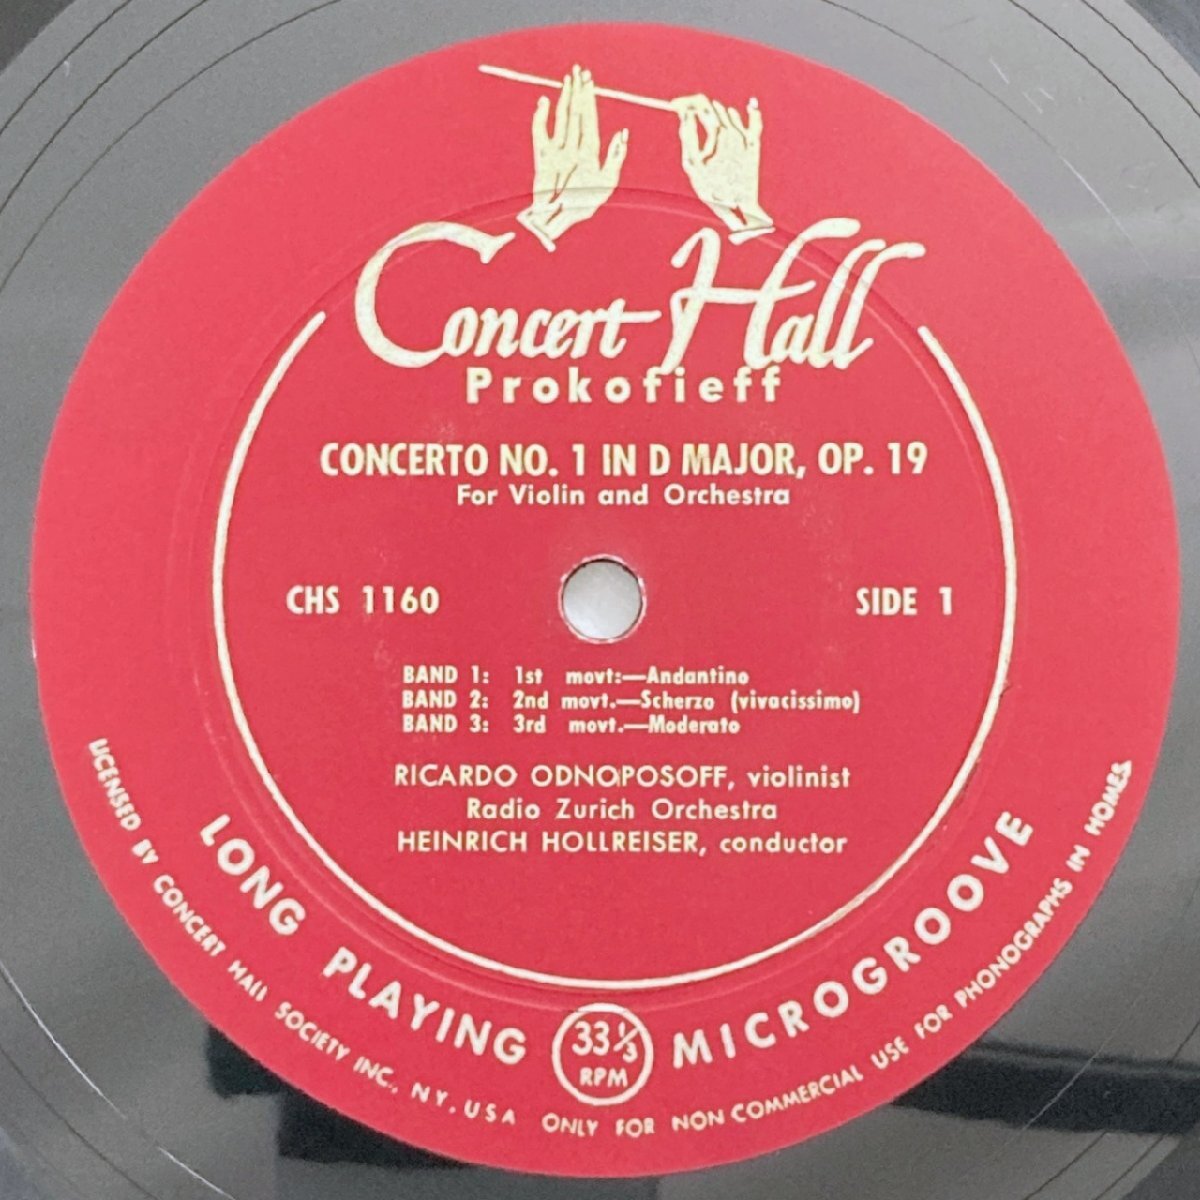 Concert Hall
Prokofieff
CONCERTO NO. 1 IN D MAJOR, OP. 19
For Violin and Orchestra
CHS 1160
SIDE 1
BAND 1: 1st movt:—Andantino
BAND 2: 2nd movt.—Scherzo (vivacissimo)
BAND 3: 3rd movt.—Moderato
RICARDO ODNOPOSOFF, violinist
Radio Zurich Orchestra
HEINRICH HOLLREISER, conductor
LONG PLAYING 33 1/3 RPM MICROGROOVE
LICENSED BY CONCERT HALL SOCIETY INC., N Y, U S A ONLY FOR NON COMMERCIAL USE FOR PHONOGRAPHS IN HOMES